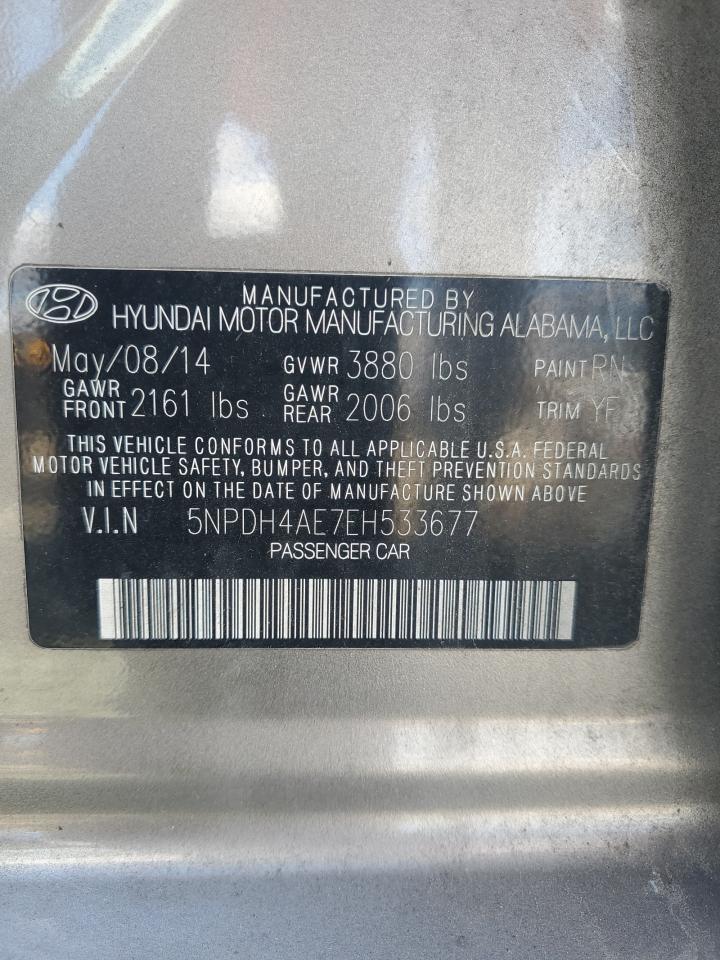 MANUFACTURED BY
HYUNDAI MOTOR MANUFACTURING ALABAMA, LLC
May/08/14 GVWR 3880 lbs PAINT RN
GAWR FRONT 2161 lbs GAWR REAR 2006 lbs TRIM YF
THIS VEHICLE CONFORMS TO ALL APPLICABLE U.S.A. FEDERAL
MOTOR VEHICLE SAFETY, BUMPER, AND THEFT PREVENTION STANDARDS
IN EFFECT ON THE DATE OF MANUFACTURE SHOWN ABOVE
V.I.N 5NPDH4AE7EH533677
PASSENGER CAR